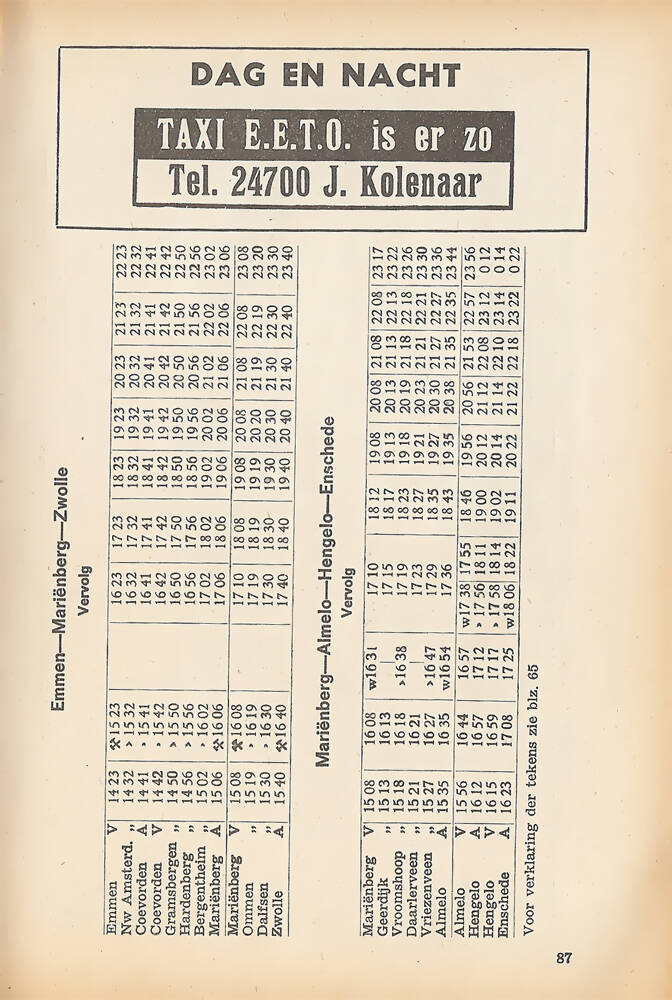 DAG EN NACHT
TAXI E.E.T.O. is er zo
Tel. 24700 J. Kolenaar
Emmen—Mariënberg—Zwolle
Vervolg
Emmen V 14 23 ⚒15 23 16 23 17 23 18 23 19 23 20 23 21 23 22 23
Nw Amsterd. „ 14 32 » 15 32 16 32 17 32 18 32 19 32 20 32 21 32 22 32
Coevorden A 14 41 » 15 41 16 41 17 41 18 41 19 41 20 41 21 41 22 41
Coevorden V 14 42 » 15 42 16 42 17 42 18 42 19 42 20 42 21 42 22 42
Gramsbergen „ 14 50 » 15 50 16 50 17 50 18 50 19 50 20 50 21 50 22 50
Hardenberg „ 14 56 » 15 56 16 56 17 56 18 56 19 56 20 56 21 56 22 56
Bergentheim „ 15 02 » 16 02 17 02 18 02 19 02 20 02 21 02 22 02 23 02
Mariënberg A 15 06 ⚒16 06 17 06 18 06 19 06 20 06 21 06 22 06 23 06
Mariënberg V 15 08 ⚒16 08 17 10 18 08 19 08 20 08 21 08 22 08 23 08
Ommen „ 15 19 » 16 19 17 19 18 19 19 19 20 20 21 19 22 19 23 20
Dalfsen „ 15 30 » 16 30 17 30 18 30 19 30 20 30 21 30 22 30 23 30
Zwolle A 15 40 ⚒16 40 17 40 18 40 19 40 20 40 21 40 22 40 23 40
Mariënberg—Almelo—Hengelo—Enschede
Vervolg
Mariënberg V 15 08 16 08 w16 31 17 10 18 12 19 08 20 08 21 08 22 08 23 17
Geerdijk „ 15 13 16 13 | 17 15 18 17 19 13 20 13 21 13 22 13 23 22
Vroomshoop „ 15 18 16 18 »16 38 17 19 18 23 19 18 20 19 21 18 22 18 23 26
Daarlerveen „ 15 21 16 21 | 17 23 18 27 19 21 20 23 21 21 22 21 23 30
Vriezenveen „ 15 27 16 27 »16 47 17 29 18 35 19 27 20 30 21 27 22 27 23 36
Almelo A 15 35 16 35 w16 54 17 36 18 43 19 35 20 38 21 35 22 35 23 44
Almelo V 15 56 16 44 16 57 w17 38 17 55 18 46 19 56 20 56 21 53 22 57 23 56
Hengelo A 16 12 16 57 17 12 » 17 56 18 11 19 00 20 12 21 12 22 08 23 12 0 12
Hengelo V 16 15 16 59 17 17 » 17 58 18 14 19 02 20 14 21 14 22 10 23 14 0 14
Enschede A 16 23 17 08 17 25 w18 06 18 22 19 11 20 22 21 22 22 18 23 22 0 22
Voor verklaring der tekens zie blz. 65
87